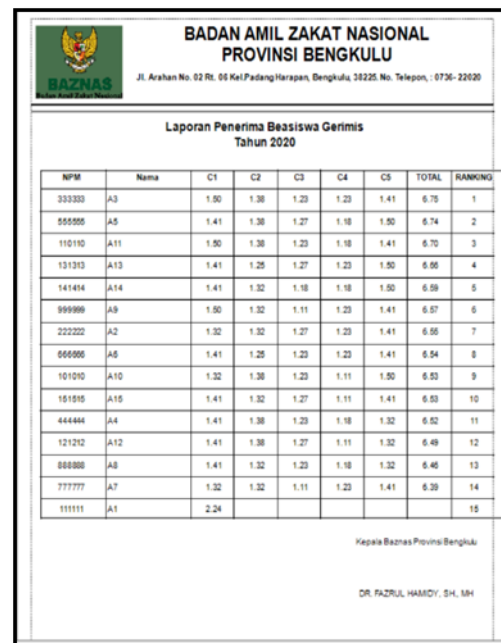 BAZNAS
Badan Amil Zakat Nasional
BADAN AMIL ZAKAT NASIONAL
PROVINSI BENGKULU
Jl. Arahan No. 02 Rt. 06 Kel.Padang Harapan, Bengkulu, 38225. No. Telepon, : 0736- 22020
Laporan Penerima Beasiswa Gerimis
Tahun 2020
NPM Nama C1 C2 C3 C4 C5 TOTAL RANKING
333333 A3 1.50 1.38 1.23 1.23 1.41 6.75 1
555555 A5 1.41 1.38 1.27 1.18 1.50 6.74 2
110110 A11 1.50 1.38 1.23 1.18 1.41 6.70 3
131313 A13 1.41 1.25 1.27 1.23 1.50 6.66 4
141414 A14 1.41 1.32 1.18 1.18 1.50 6.59 5
999999 A9 1.50 1.32 1.11 1.23 1.41 6.57 6
222222 A2 1.32 1.32 1.27 1.23 1.41 6.55 7
666666 A6 1.41 1.25 1.23 1.23 1.41 6.54 8
101010 A10 1.32 1.38 1.23 1.11 1.50 6.53 9
151515 A15 1.41 1.32 1.27 1.11 1.41 6.53 10
444444 A4 1.41 1.38 1.23 1.18 1.32 6.52 11
121212 A12 1.41 1.38 1.27 1.11 1.32 6.49 12
888888 A8 1.41 1.32 1.23 1.18 1.32 6.46 13
777777 A7 1.32 1.32 1.11 1.23 1.41 6.39 14
111111 A1 2.24 15
Kepala Baznas Provinsi Bengkulu
DR. FAZRUL HAMIDY, SH., MH